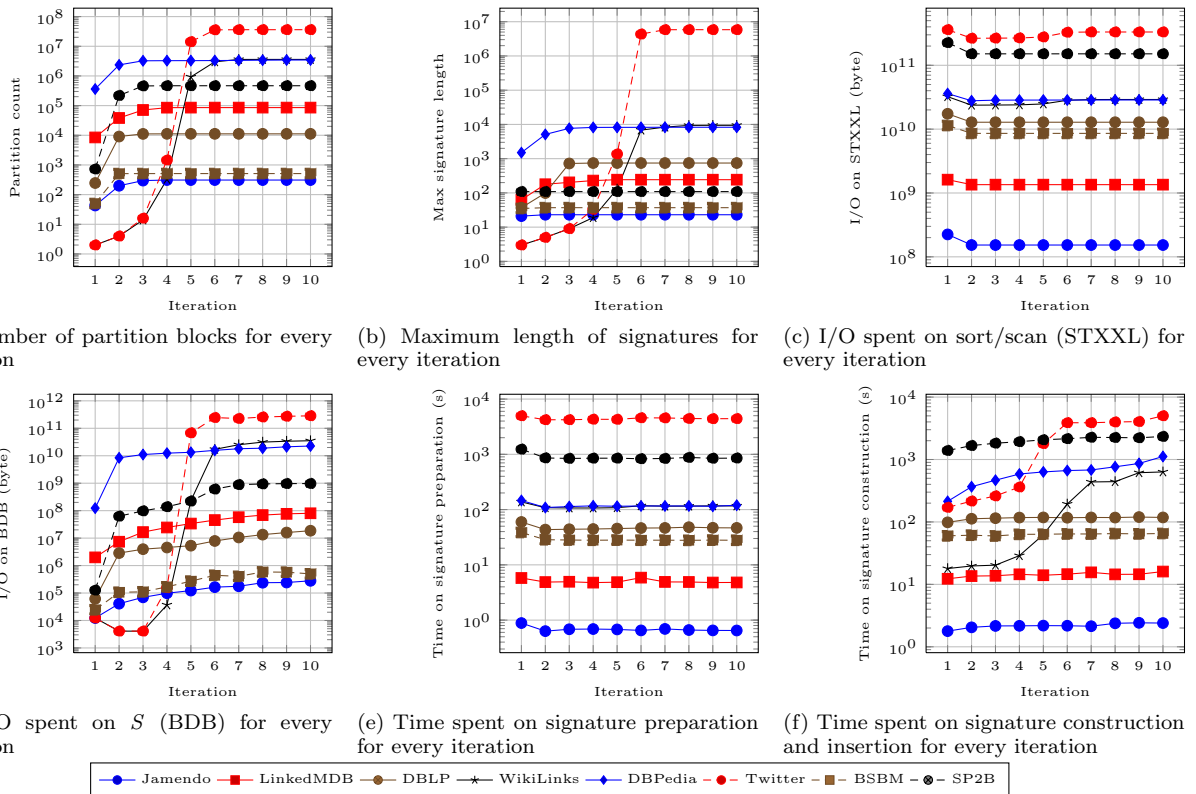 10^8
10^7
10^6
10^5
10^4
10^3
10^2
10^1
10^0
Partition count
1 2 3 4 5 6 7 8 9 10
Iteration
mber of partition blocks for every
on
10^7
10^6
10^5
10^4
10^3
10^2
10^1
10^0
Max signature length
1 2 3 4 5 6 7 8 9 10
Iteration
(b) Maximum length of signatures for
every iteration
10^11
10^10
10^9
10^8
I/O on STXXL (byte)
1 2 3 4 5 6 7 8 9 10
Iteration
(c) I/O spent on sort/scan (STXXL) for
every iteration
10^12
10^11
10^10
10^9
10^8
10^7
10^6
10^5
10^4
10^3
I/O on BDB (byte)
1 2 3 4 5 6 7 8 9 10
Iteration
O spent on S (BDB) for every
on
10^4
10^3
10^2
10^1
10^0
Time on signature preparation (s)
1 2 3 4 5 6 7 8 9 10
Iteration
(e) Time spent on signature preparation
for every iteration
10^4
10^3
10^2
10^1
10^0
Time on signature construction (s)
1 2 3 4 5 6 7 8 9 10
Iteration
(f) Time spent on signature construction
and insertion for every iteration
Jamendo LinkedMDB DBLP WikiLinks DBPedia Twitter BSBM SP2B